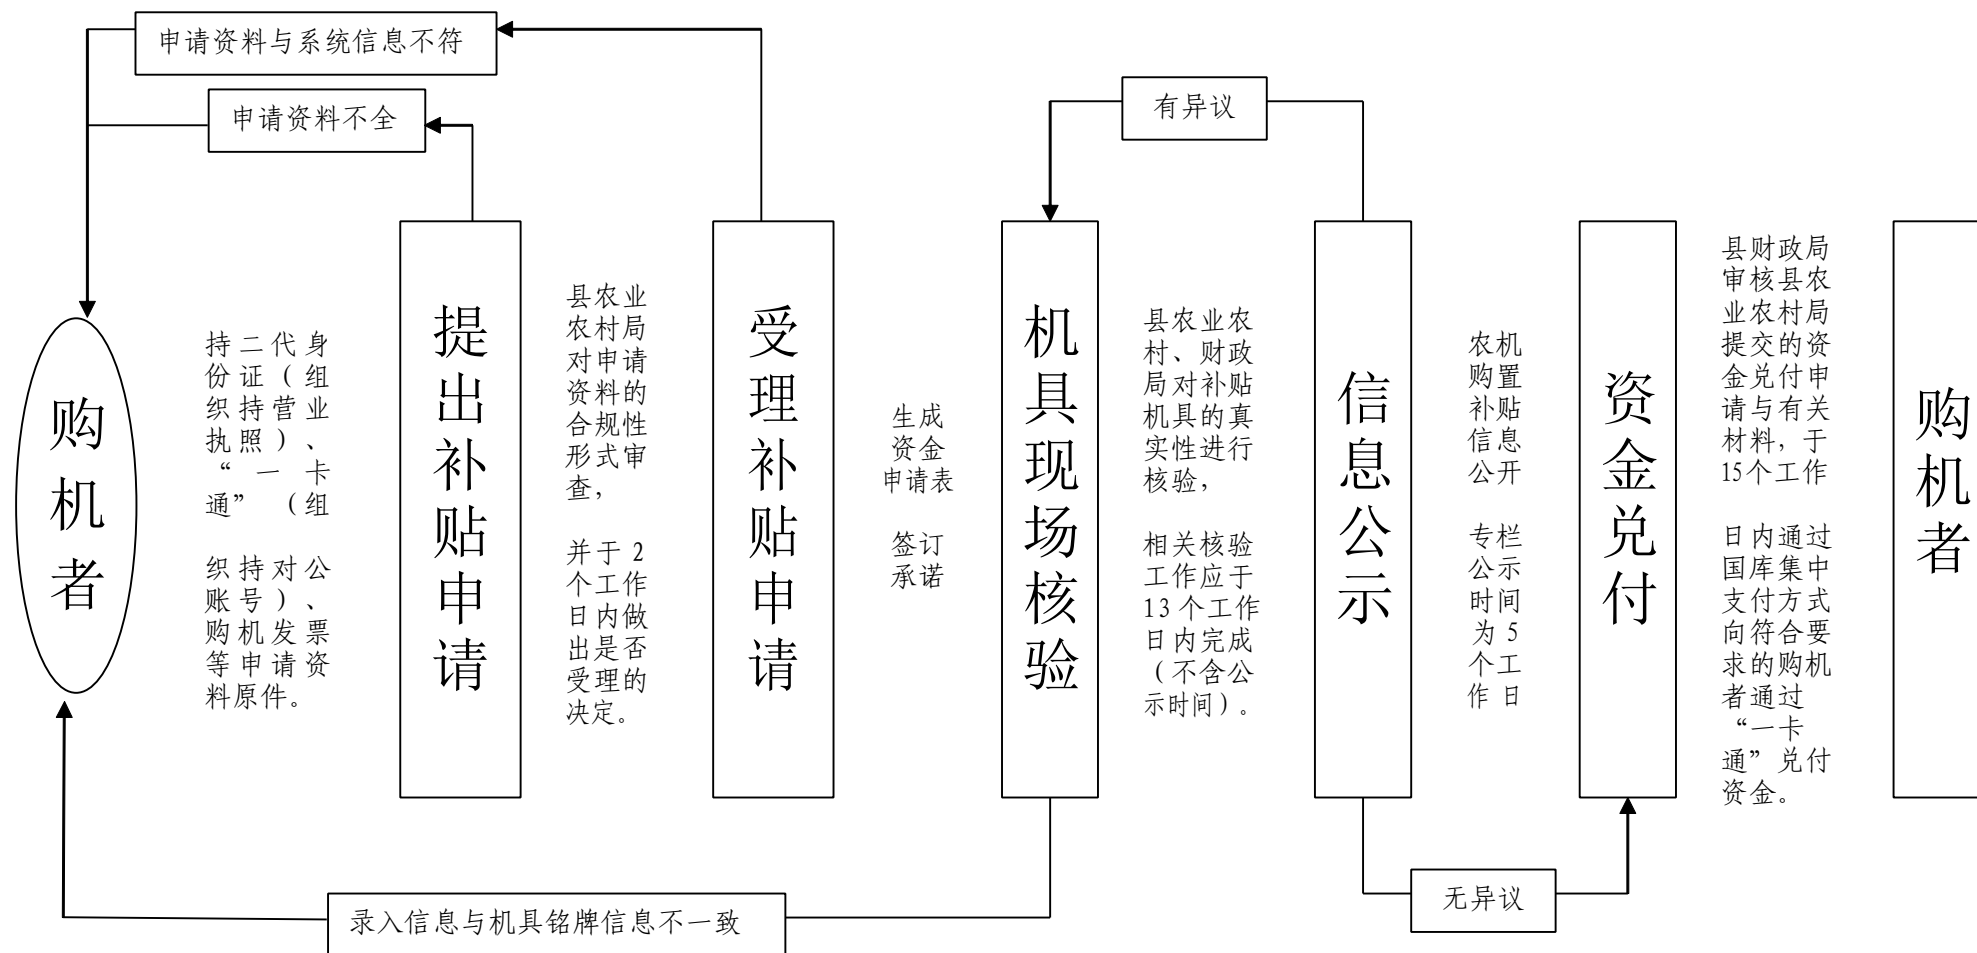 申请资料与系统信息不符
申请资料不全
有异议
购机者
持二代身
份证（组
织持营业
执照）、
“一卡
通”（组
织持对公
账号）、
购机发票
等申请资
料原件。
提出补贴申请
县农业
农村局
对申请
资料的
合规性
形式审
查，
并于 2
个工作
日内做
出是否
受理的
决定。
受理补贴申请
生成
资金
申请表
签订
承诺
机具现场核验
县农业农
村、财政
局对补贴
机具的真
实性进行
核验，
相关核验
工作应于
13个工作
日内完成
（不含公
示时间）。
信息公示
农机
购置
补贴
信息
公开
专栏
公示
时间
为 5
个工
作 日
资金兑付
县财政局
审核县农
业农村局
提交的资
金兑付申
请与有关
材料，于
15个工作
日内通过
国库集中
支付方式
向符合要
求的购机
者通过
“一卡
通”兑付
资金。
购机者
录入信息与机具铭牌信息不一致
无异议